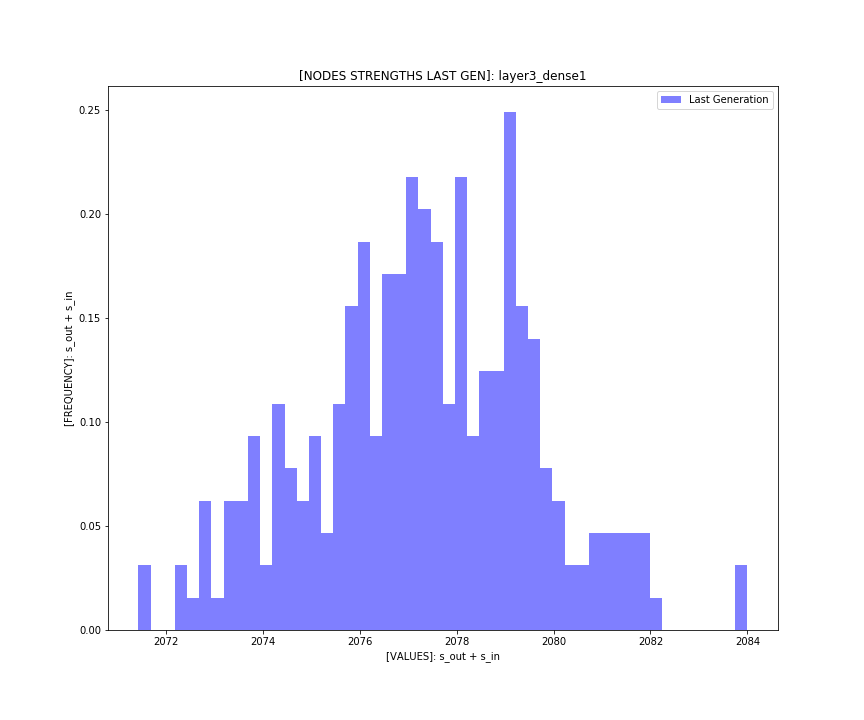 [NODES STRENGTHS LAST GEN]: layer3_dense1
Last Generation
0.25
0.20
0.15
0.10
0.05
0.00
[FREQUENCY]: s_out + s_in
2072 2074 2076 2078 2080 2082 2084
[VALUES]: s_out + s_in